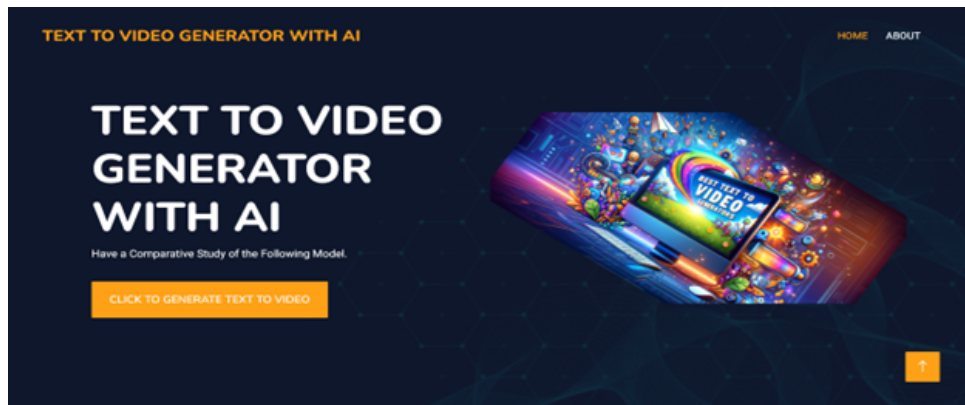 TEXT TO VIDEO GENERATOR WITH AI
HOME ABOUT
TEXT TO VIDEO
GENERATOR
WITH AI
Have a Comparative Study of the Following Model.
CLICK TO GENERATE TEXT TO VIDEO
BEST TEXT TO
VIDEO
GENERATORS